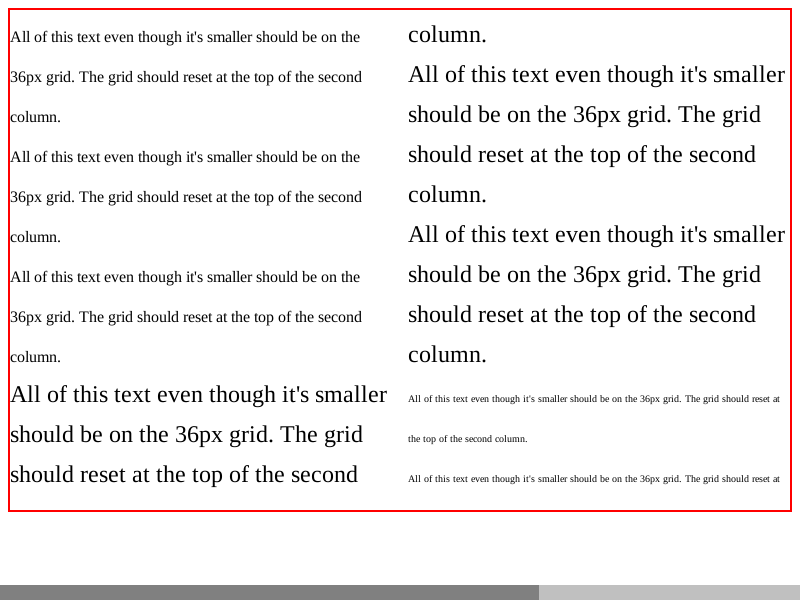 All of this text even though it's smaller should be on the
36px grid. The grid should reset at the top of the second
column.
All of this text even though it's smaller should be on the
36px grid. The grid should reset at the top of the second
column.
All of this text even though it's smaller should be on the
36px grid. The grid should reset at the top of the second
column.
All of this text even though it's smaller
should be on the 36px grid. The grid
should reset at the top of the second
column.
All of this text even though it's smaller
should be on the 36px grid. The grid
should reset at the top of the second
column.
All of this text even though it's smaller
should be on the 36px grid. The grid
should reset at the top of the second
column.
All of this text even though it's smaller should be on the 36px grid. The grid should reset at
the top of the second column.
All of this text even though it's smaller should be on the 36px grid. The grid should reset at